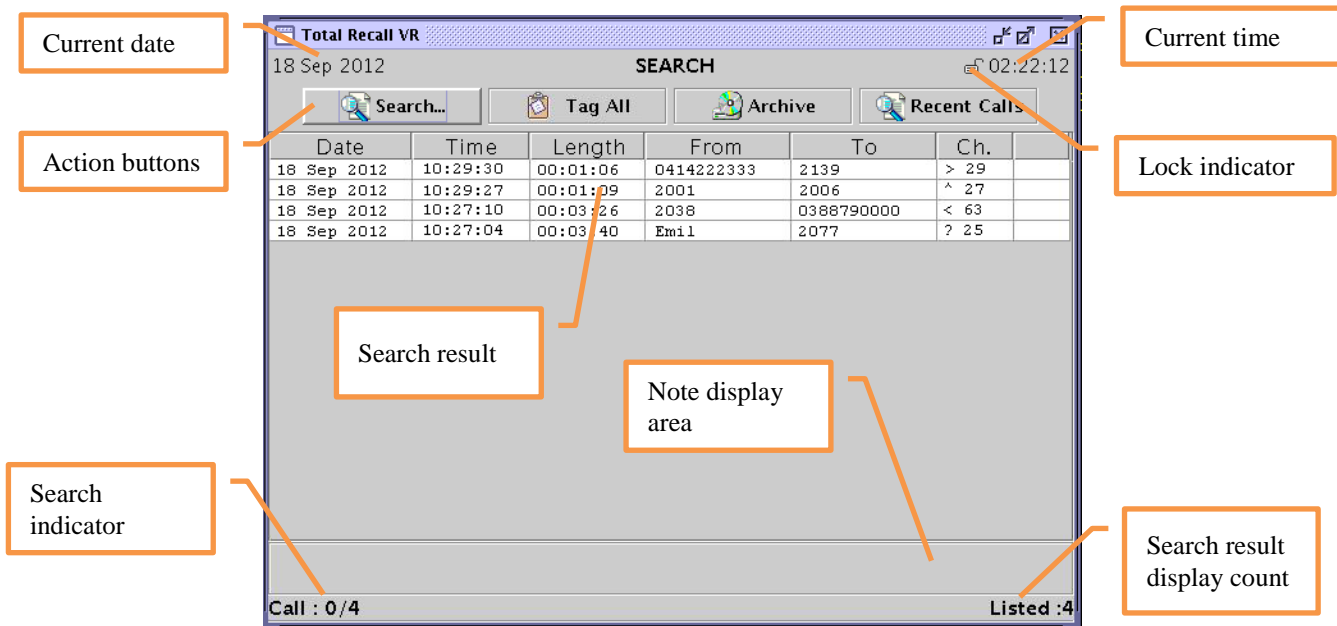 Current date
Total Recall VR
Current time
18 Sep 2012 SEARCH 02:22:12
Search... Tag All Archive Recent Calls
Action buttons
Lock indicator
Date Time Length From To Ch.
18 Sep 2012 10:29:30 00:01:06 0414222333 2139 > 29
18 Sep 2012 10:29:27 00:01:09 2001 2006 ^ 27
18 Sep 2012 10:27:10 00:03:26 2038 0388790000 < 63
18 Sep 2012 10:27:04 00:03:40 Emil 2077 ? 25
Search result
Note display
area
Search
indicator
Search result
display count
Call : 0/4 Listed :4